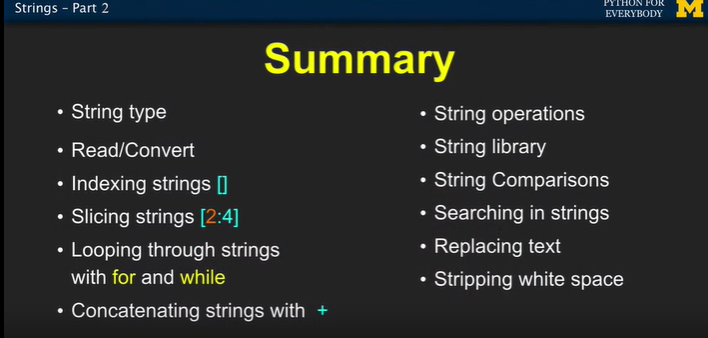 Strings – Part 2
PYTHON FOR
EVERYBODY
M
Summary
• String type
• Read/Convert
• Indexing strings []
• Slicing strings [2:4]
• Looping through strings
with for and while
• Concatenating strings with +
• String operations
• String library
• String Comparisons
• Searching in strings
• Replacing text
• Stripping white space